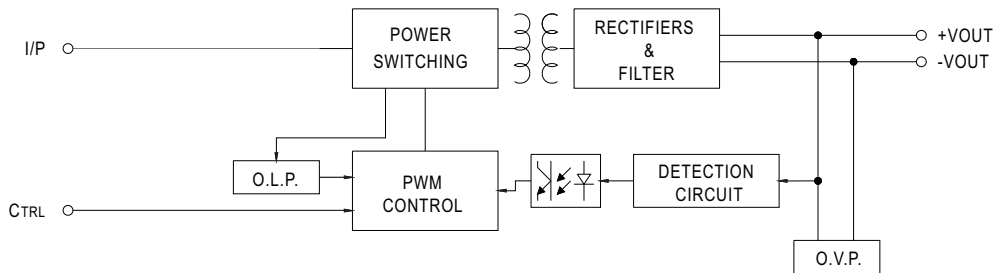 I/P
POWER
SWITCHING
RECTIFIERS
&
FILTER
+VOUT
-VOUT
O.L.P.
PWM
CONTROL
DETECTION
CIRCUIT
CTRL
O.V.P.